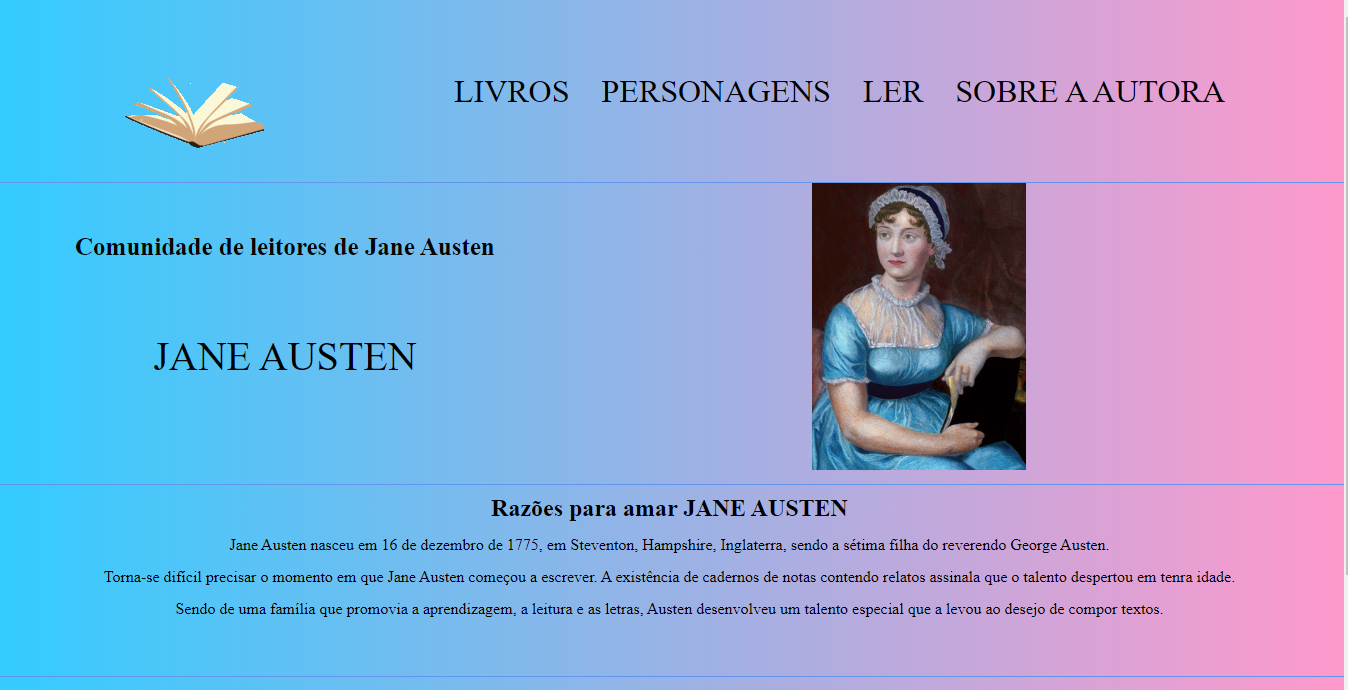 LIVROS PERSONAGENS LER SOBRE A AUTORA
Comunidade de leitores de Jane Austen
JANE AUSTEN
Razões para amar JANE AUSTEN
Jane Austen nasceu em 16 de dezembro de 1775, em Steventon, Hampshire, Inglaterra, sendo a sétima filha do reverendo George Austen.
Torna-se difícil precisar o momento em que Jane Austen começou a escrever. A existência de cadernos de notas contendo relatos assinala que o talento despertou em tenra idade.
Sendo de uma família que promovia a aprendizagem, a leitura e as letras, Austen desenvolveu um talento especial que a levou ao desejo de compor textos.